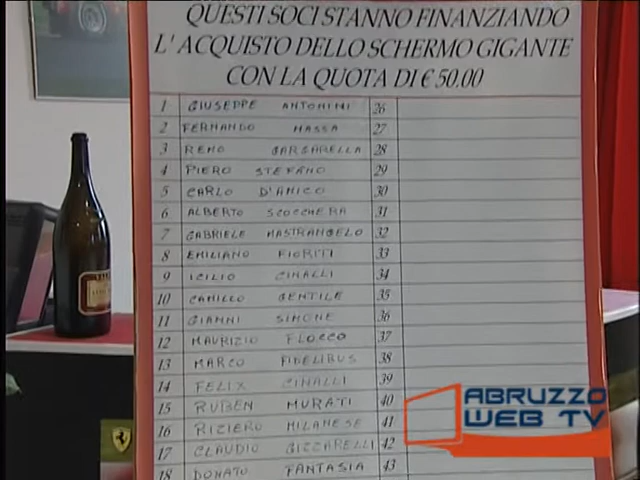 QUESTI SOCI STANNO FINANZIANDO
L'ACQUISTO DELLO SCHERMO GIGANTE
CON LA QUOTA DI € 50.00
1 GIUSEPPE ANTONINI 26
2 FERNANDO MASSA 27
3 REMO GARGARELLA 28
4 PIERO STEFANO 29
5 CARLO D'AMICO 30
6 ALBERTO SCOCCHERA 31
7 GABRIELE MASTRANGELO 32
8 EMILIANO FIORITI 33
9 ICILIO CINALLI 34
10 CAMILLO GENTILE 35
11 GIANNI SIMONE 36
12 MAURIZIO FLOCCO 37
13 MARCO FIDELIBUS 38
14 FELIX CINALLI 39
15 RUBEN MURATI 40
16 RIZIERO MILANESE 41
17 CLAUDIO GIZZARELLI 42
18 DONATO FANTASIA 43
ABRUZZO
WEB TV